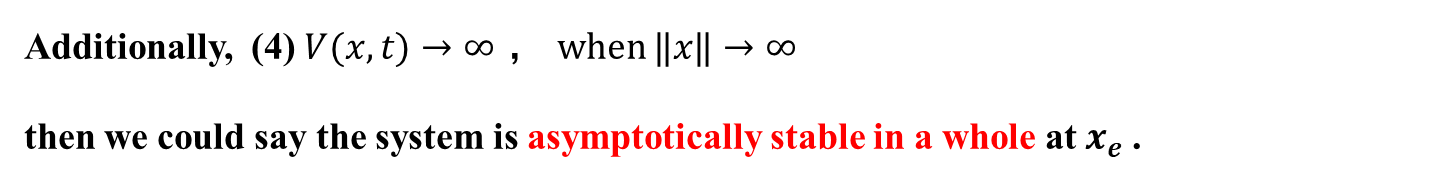 Additionally, (4) V(x, t) → ∞ , when ||x|| → ∞
then we could say the system is asymptotically stable in a whole at xₑ .